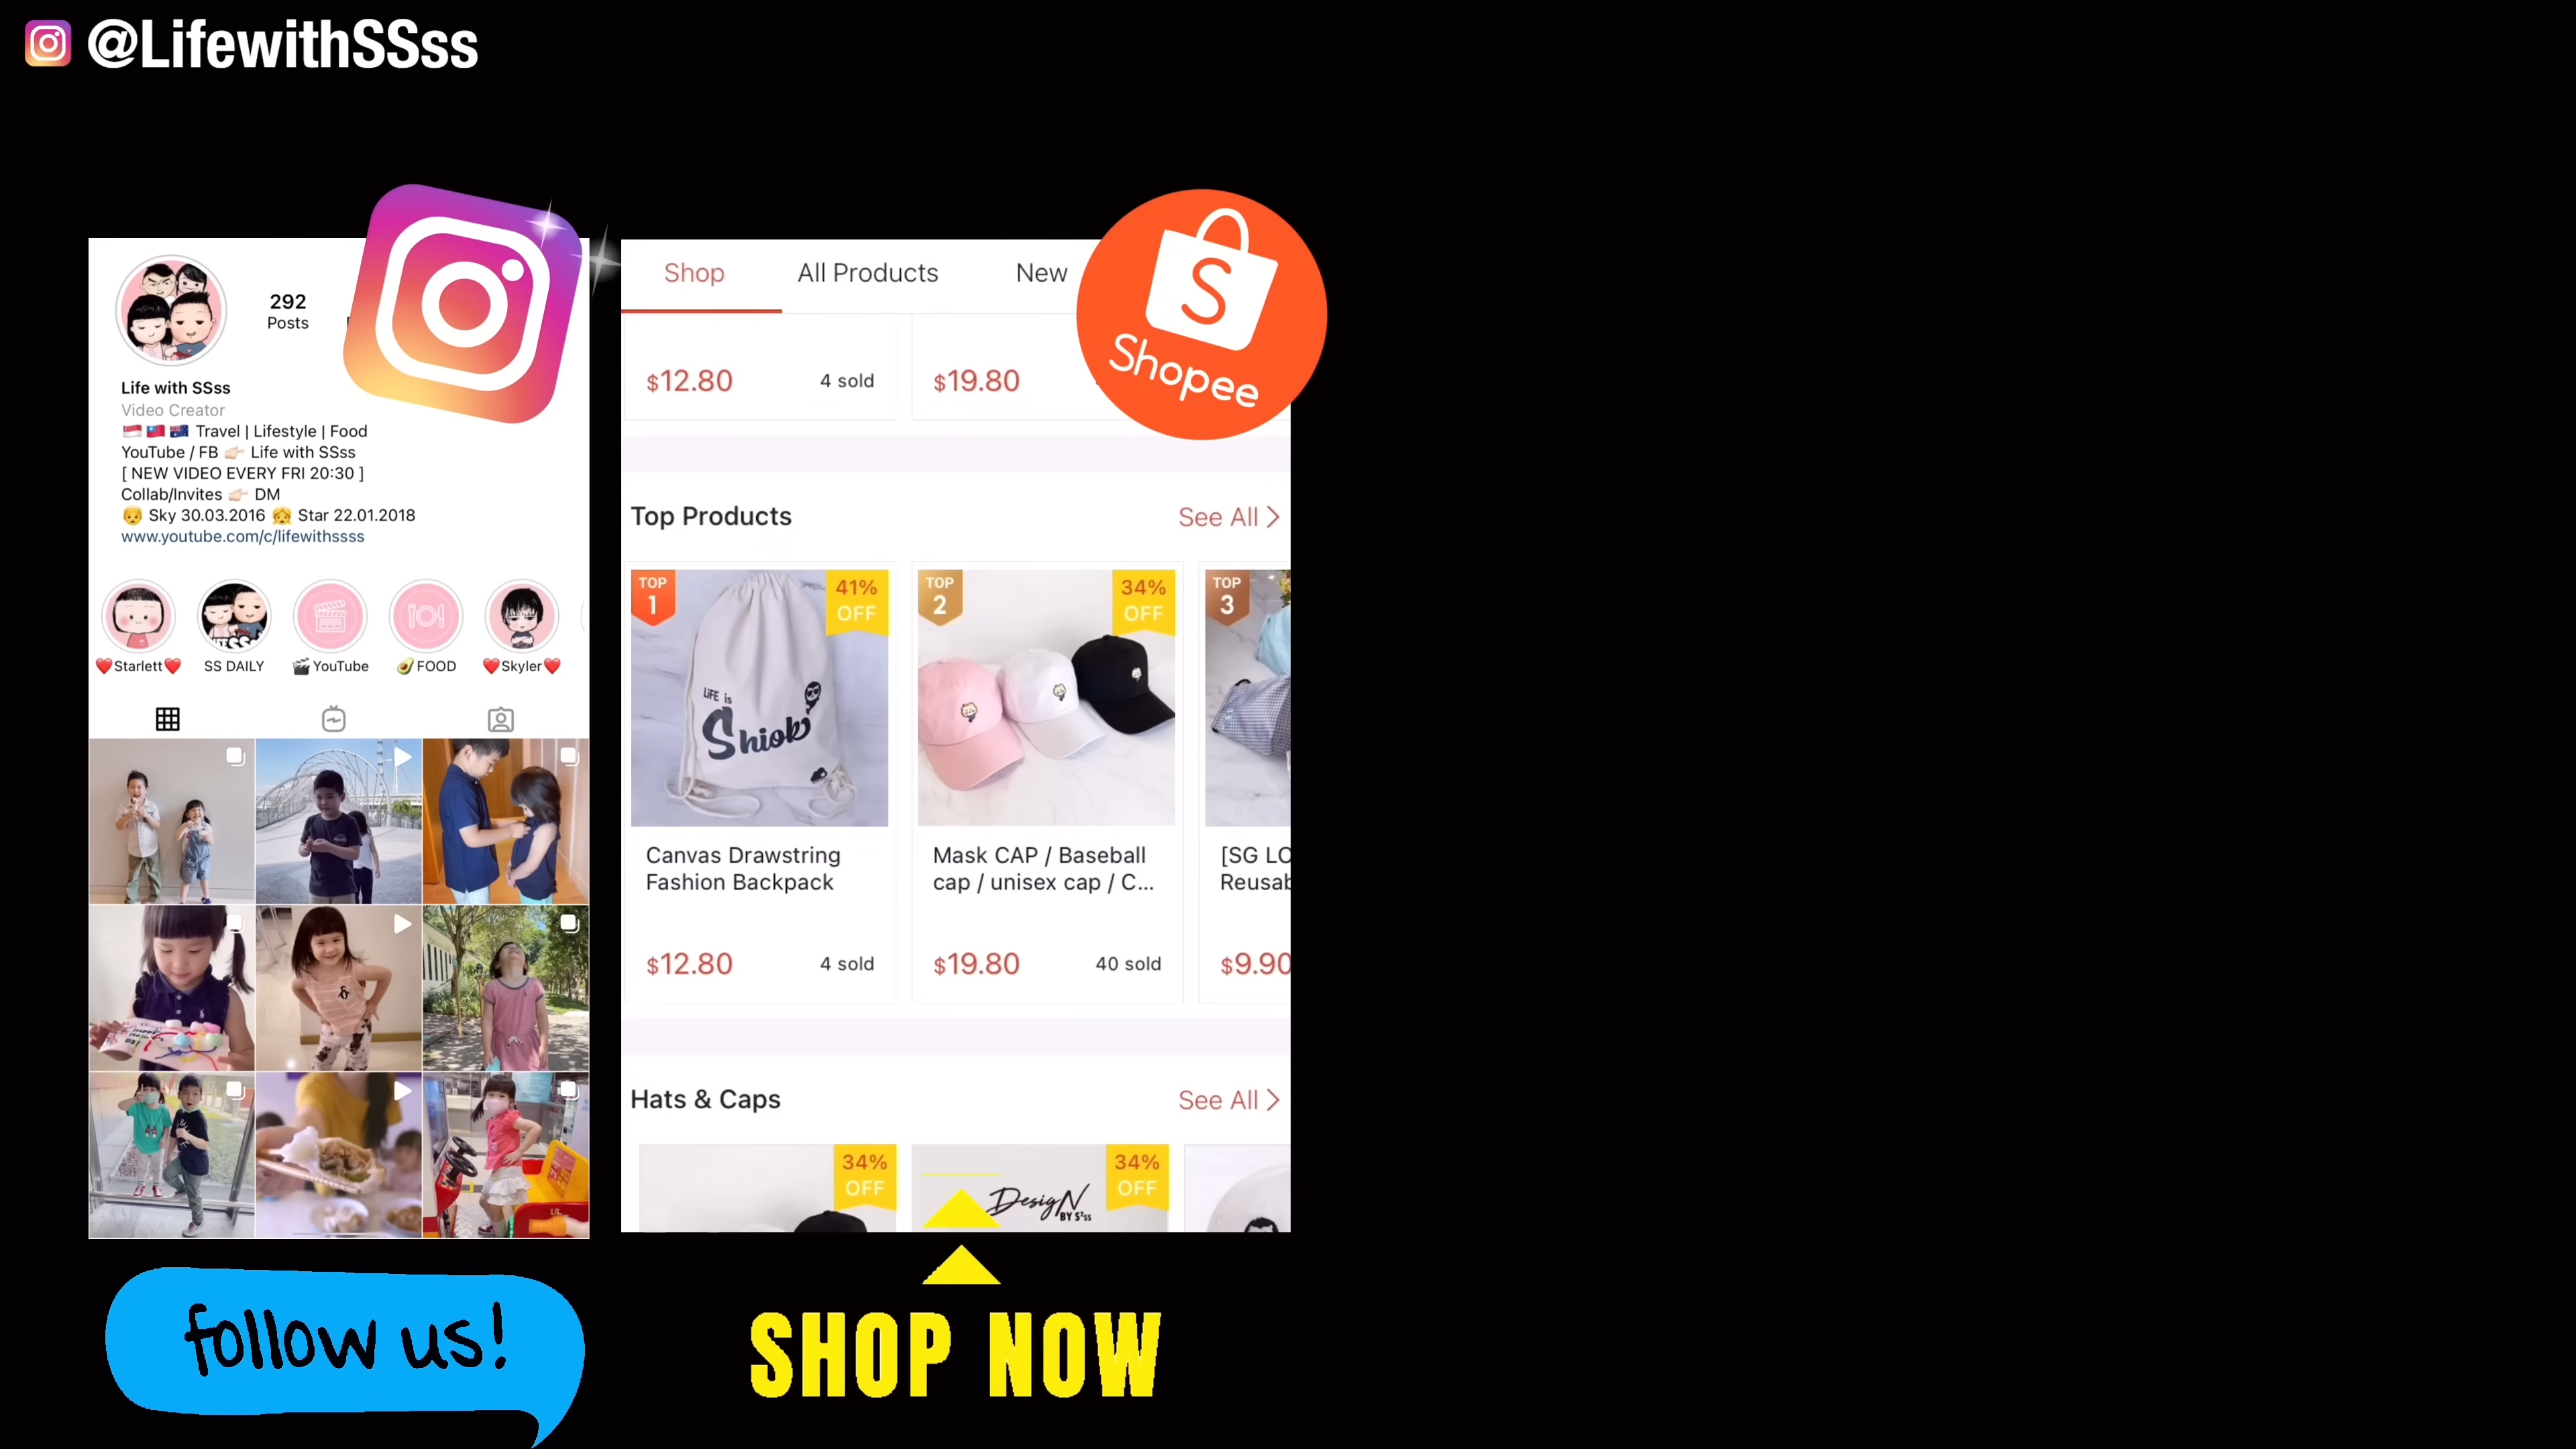 @LifewithSSss
292
Posts
Life with SSss
Video Creator
Travel | Lifestyle | Food
YouTube / FB 👉🏻 Life with SSss
[ NEW VIDEO EVERY FRI 20:30 ]
Collab/Invites 👉🏻 DM
👦 Sky 30.03.2016 👧 Star 22.01.2018
www.youtube.com/c/lifewithssss
❤️Starlett❤️
SS DAILY
🎬YouTube
🥑FOOD
❤️Skyler❤️
follow us!
Shop
All Products
New
S
Shopee
$12.80
4 sold
$19.80
Top Products
See All >
TOP
1
41%
OFF
LiFE is
Shiok
TOP
2
34%
OFF
TOP
3
Canvas Drawstring
Fashion Backpack
Mask CAP / Baseball
cap / unisex cap / C...
[SG LO
Reusab
$12.80
4 sold
$19.80
40 sold
$9.90
Hats & Caps
See All >
34%
OFF
DesigN
BY S²ss
34%
OFF
SHOP NOW